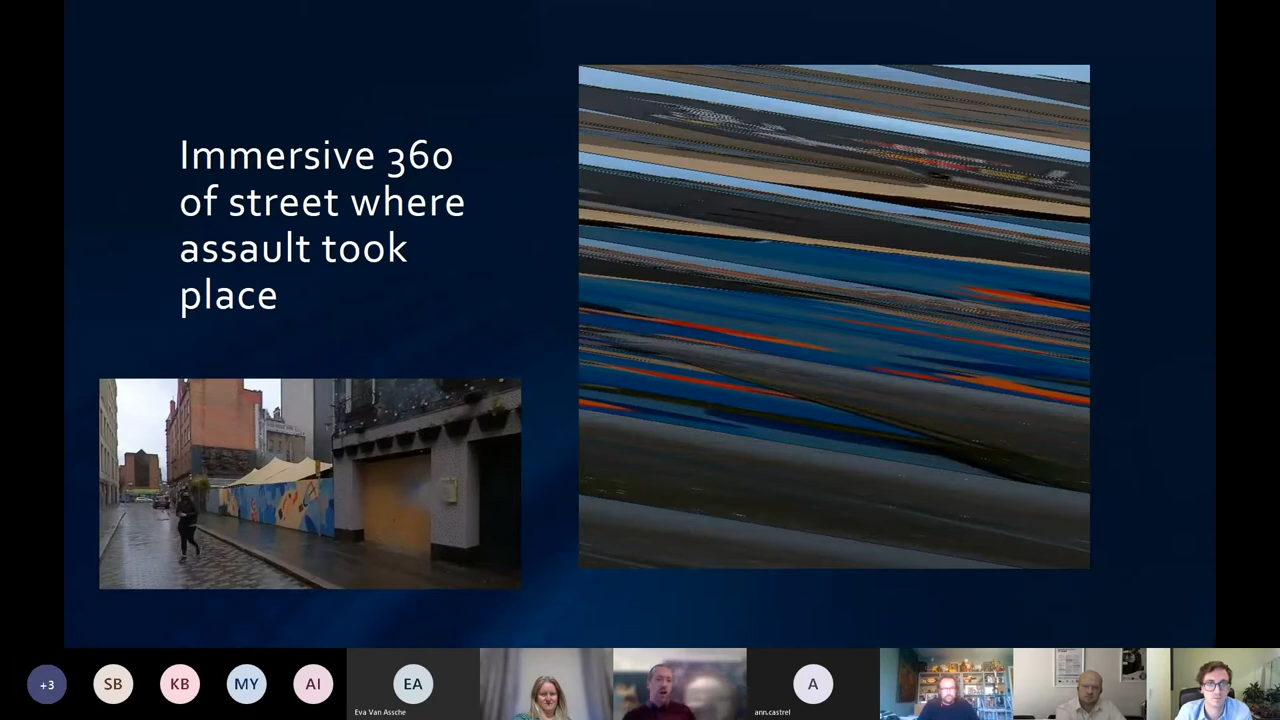 Immersive 360
of street where
assault took
place
+3
SB
KB
MY
AI
EA
Eva Van Assche
A
ann.castrel